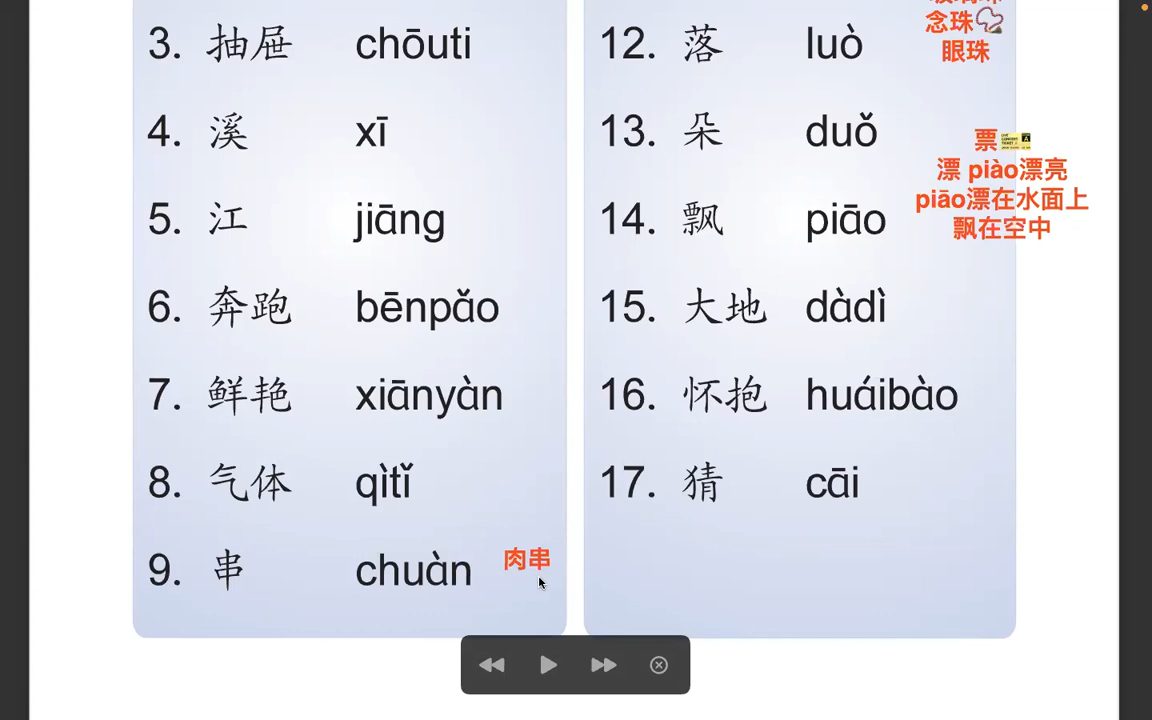 3. 抽屉 chōuti
4. 溪 xī
5. 江 jiāng
6. 奔跑 bēnpǎo
7. 鲜艳 xiānyàn
8. 气体 qìtǐ
9. 串 chuàn 肉串
12. 落 luò
13. 朵 duǒ
14. 飘 piāo
15. 大地 dàdì
16. 怀抱 huáibào
17. 猜 cāi
念珠
眼珠
票
漂 piào漂亮
piāo漂在水面上
飘在空中